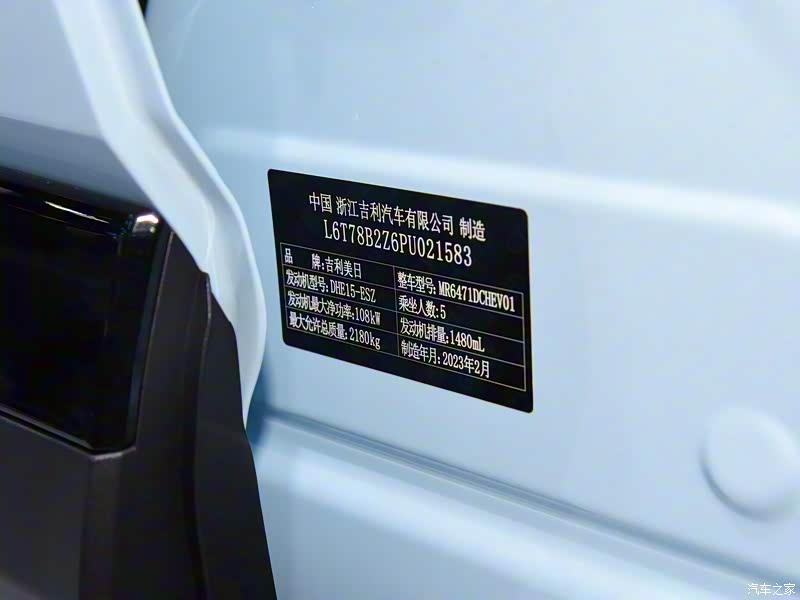 中国 浙江吉利汽车有限公司 制造
L6T78B2Z6PU021583
品 牌:吉利美日 整车型号:MR6471DCHEV01
发动机型号:DHE15-ESZ 乘坐人数:5
发动机最大净功率:108kW 发动机排量:1480mL
最大允许总质量:2180kg 制造年月:2023年2月
汽车之家